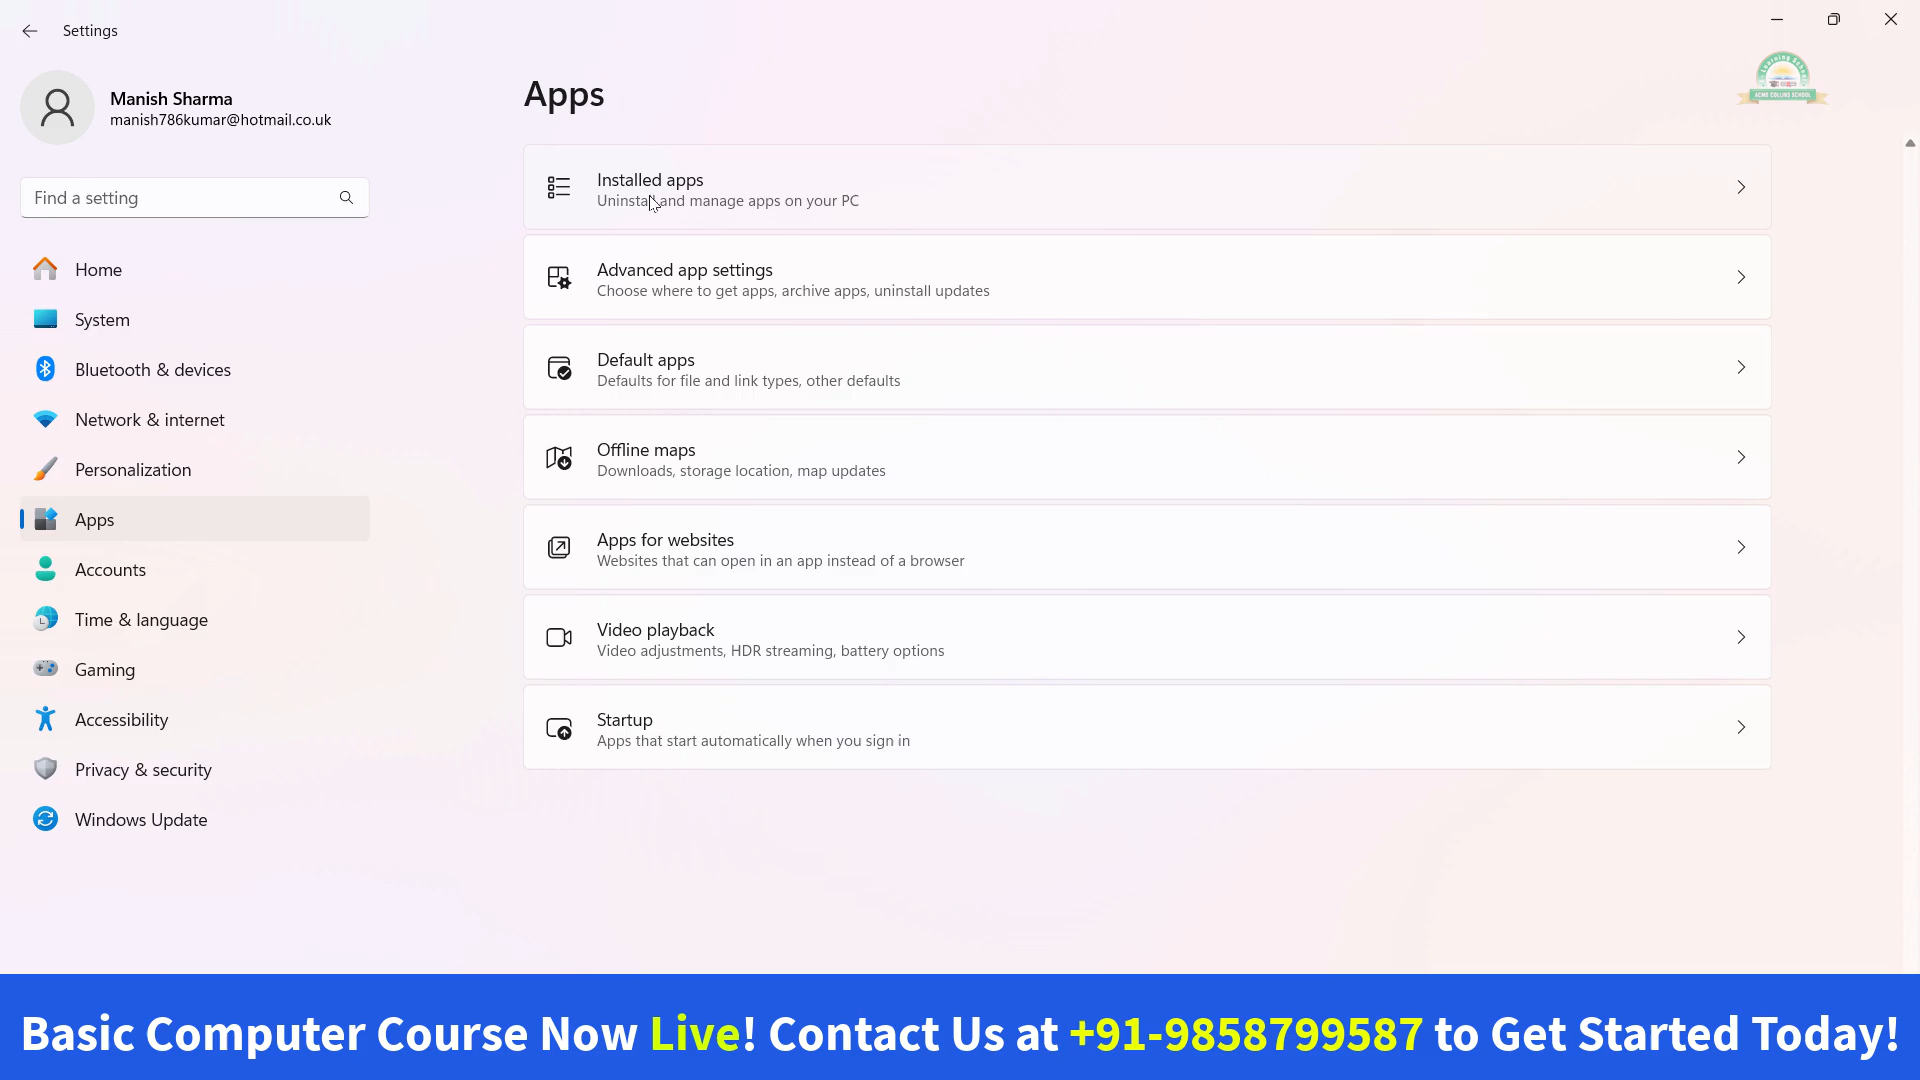 Settings
Manish Sharma
manish786kumar@hotmail.co.uk
Find a setting
Home
System
Bluetooth & devices
Network & internet
Personalization
Apps
Accounts
Time & language
Gaming
Accessibility
Privacy & security
Windows Update
Apps
Installed apps
Uninstall and manage apps on your PC
Advanced app settings
Choose where to get apps, archive apps, uninstall updates
Default apps
Defaults for file and link types, other defaults
Offline maps
Downloads, storage location, map updates
Apps for websites
Websites that can open in an app instead of a browser
Video playback
Video adjustments, HDR streaming, battery options
Startup
Apps that start automatically when you sign in
ACME COLLINS SCHOOL
Basic Computer Course Now Live! Contact Us at +91-9858799587 to Get Started Today!